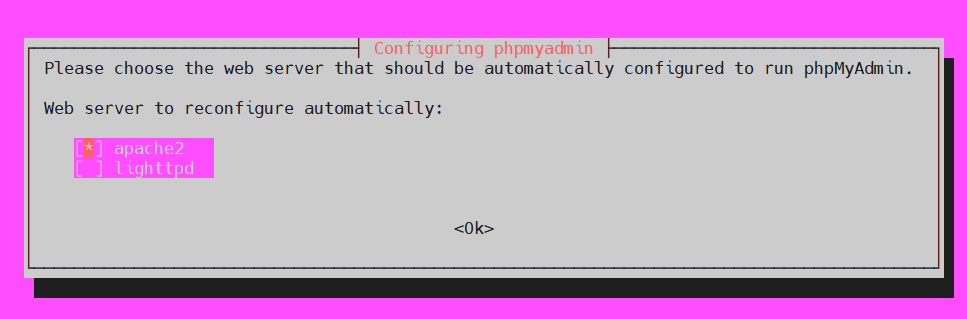 Configuring phpmyadmin
Please choose the web server that should be automatically configured to run phpMyAdmin.
Web server to reconfigure automatically:
[*] apache2
[ ] lighttpd
<Ok>